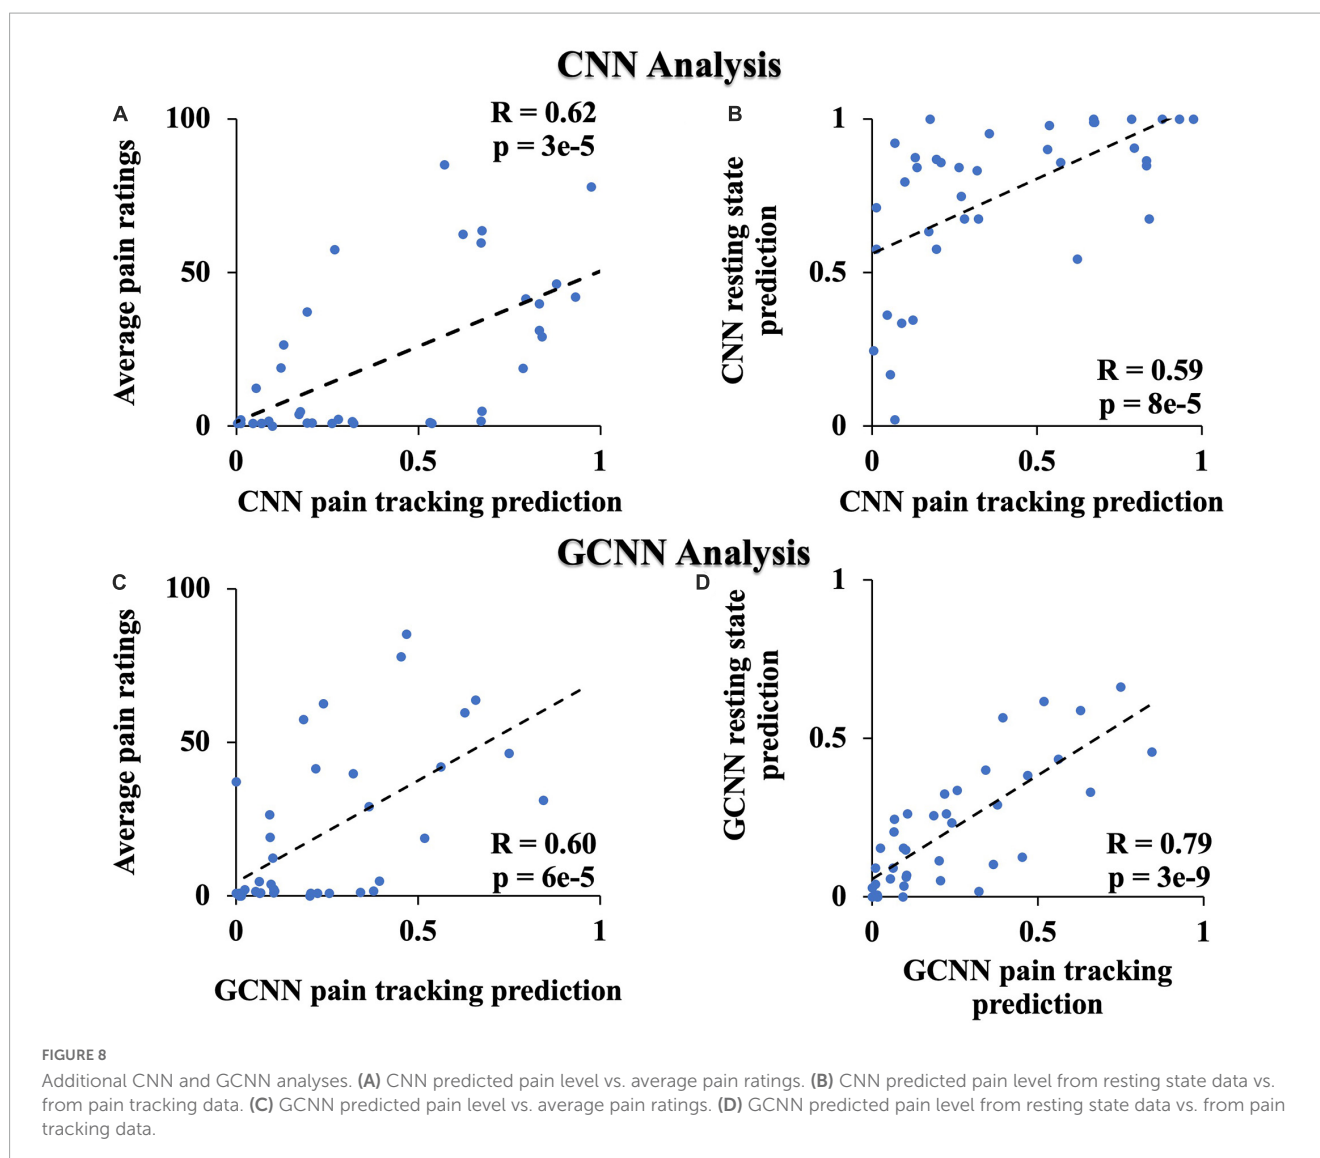 CNN Analysis
A
100
50
0
0
0.5
1
Average pain ratings
R = 0.62
p = 3e-5
CNN pain tracking prediction
B
1
0.5
0
0
0.5
1
CNN resting state
prediction
R = 0.59
p = 8e-5
CNN pain tracking prediction
GCNN Analysis
C
100
50
0
0
0.5
1
Average pain ratings
R = 0.60
p = 6e-5
GCNN pain tracking prediction
D
1
0.5
0
0
0.5
1
GCNN resting state
prediction
R = 0.79
p = 3e-9
GCNN pain tracking
prediction
FIGURE 8
Additional CNN and GCNN analyses. (A) CNN predicted pain level vs. average pain ratings. (B) CNN predicted pain level from resting state data vs.
from pain tracking data. (C) GCNN predicted pain level vs. average pain ratings. (D) GCNN predicted pain level from resting state data vs. from pain
tracking data.